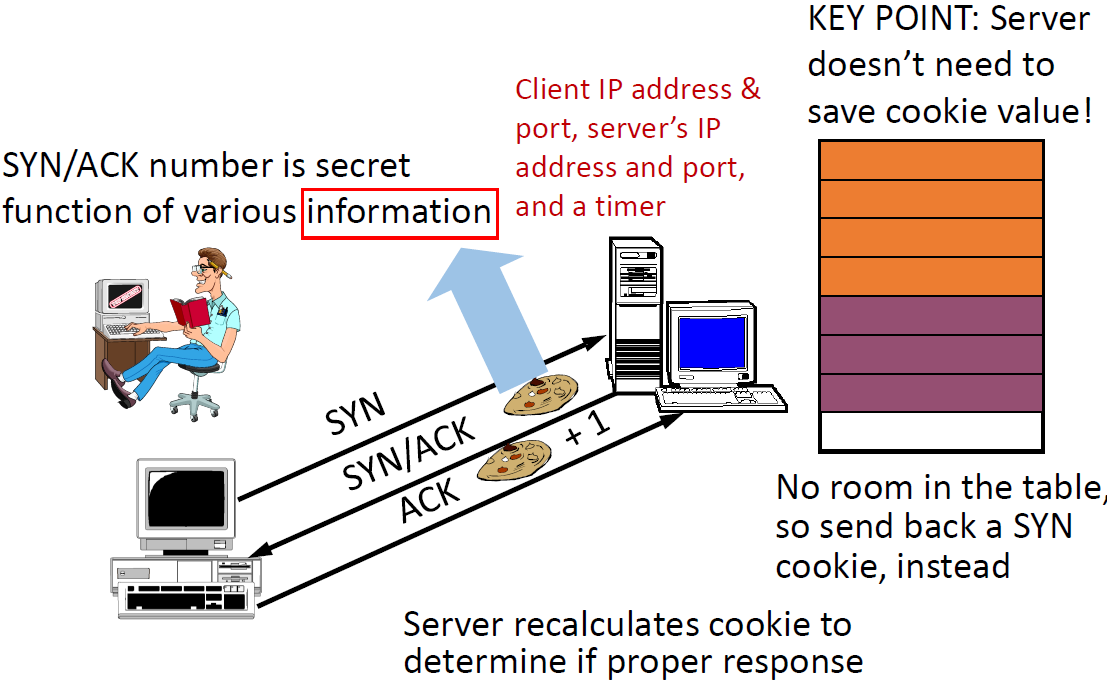 KEY POINT: Server
doesn’t need to
save cookie value!
Client IP address &
port, server’s IP
address and port,
and a timer
SYN/ACK number is secret
function of various information
SYN
SYN/ACK
ACK
+ 1
No room in the table,
so send back a SYN
cookie, instead
Server recalculates cookie to
determine if proper response